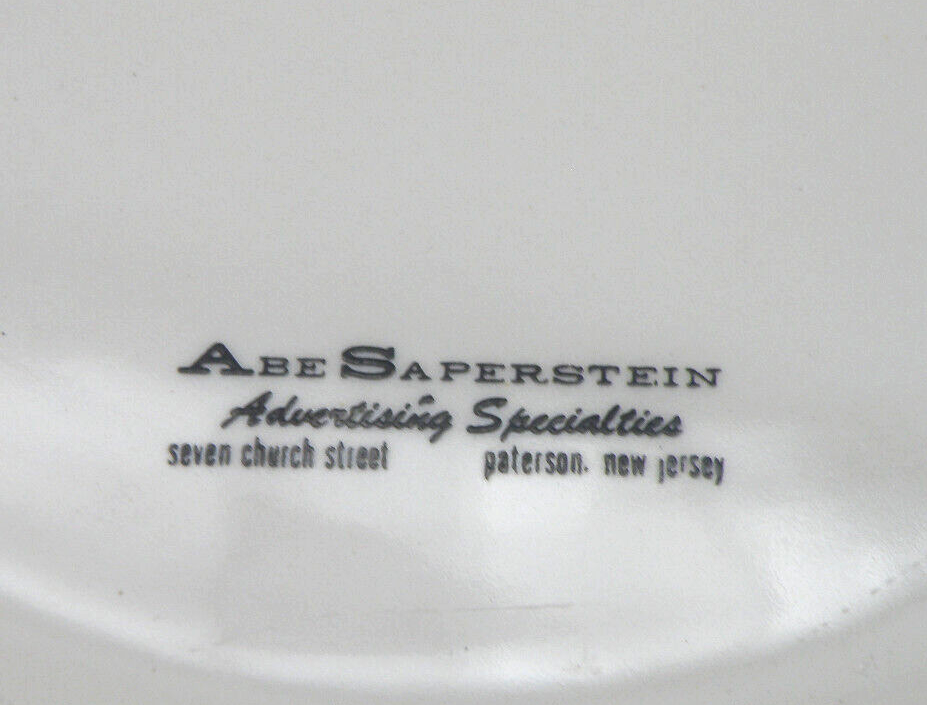 ABE SAPERSTEIN
Advertising Specialties
seven church street paterson. new jersey